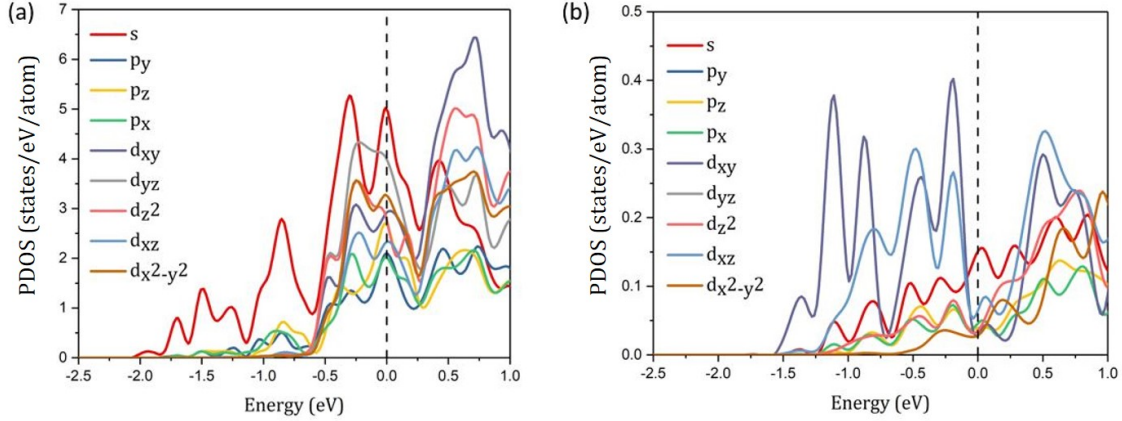 (a)
7
6
5
4
3
2
1
0
PDOS (states/eV/atom)
s
py
pz
px
dxy
dyz
dz2
dxz
dx2-y2
-2.5 -2.0 -1.5 -1.0 -0.5 0.0 0.5 1.0
Energy (eV)
(b)
0.5
0.4
0.3
0.2
0.1
0.0
PDOS (states/eV/atom)
s
py
pz
px
dxy
dyz
dz2
dxz
dx2-y2
-2.5 -2.0 -1.5 -1.0 -0.5 0.0 0.5 1.0
Energy (eV)